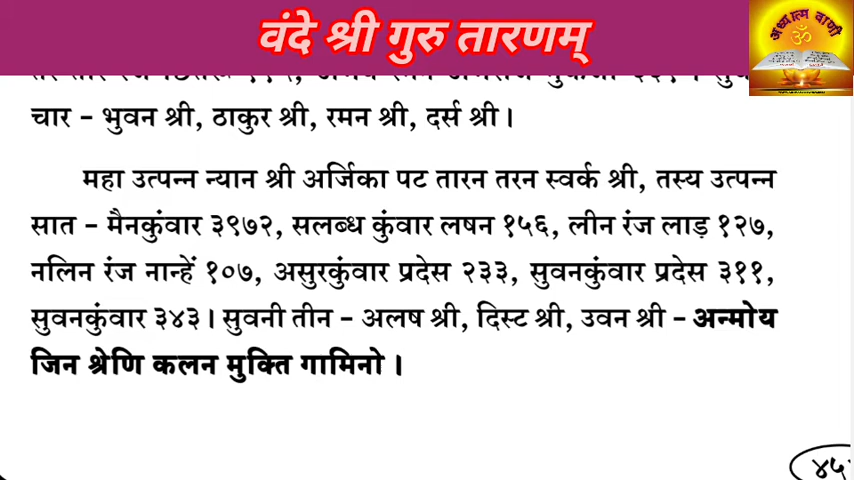 वंदे श्री गुरु तारणम्
अध्यात्म वाणी
ॐ
चार – भुवन श्री, ठाकुर श्री, रमन श्री, दर्स श्री।
महा उत्पन्न न्यान श्री अर्जिका पट तारन तरन स्वर्क श्री, तस्य उत्पन्न
सात – मैनकुंवार ३९७२, सलब्ध कुंवार लषन १५६, लीन रंज लाड़ १२७,
नलिन रंज नान्हें १०७, असुरकुंवार प्रदेस २३३, सुवनकुंवार प्रदेस ३११,
सुवनकुंवार ३४३। सुवनी तीन – अलष श्री, दिस्ट श्री, उवन श्री – अन्मोय
जिन श्रेणि कलन मुक्ति गामिनो।